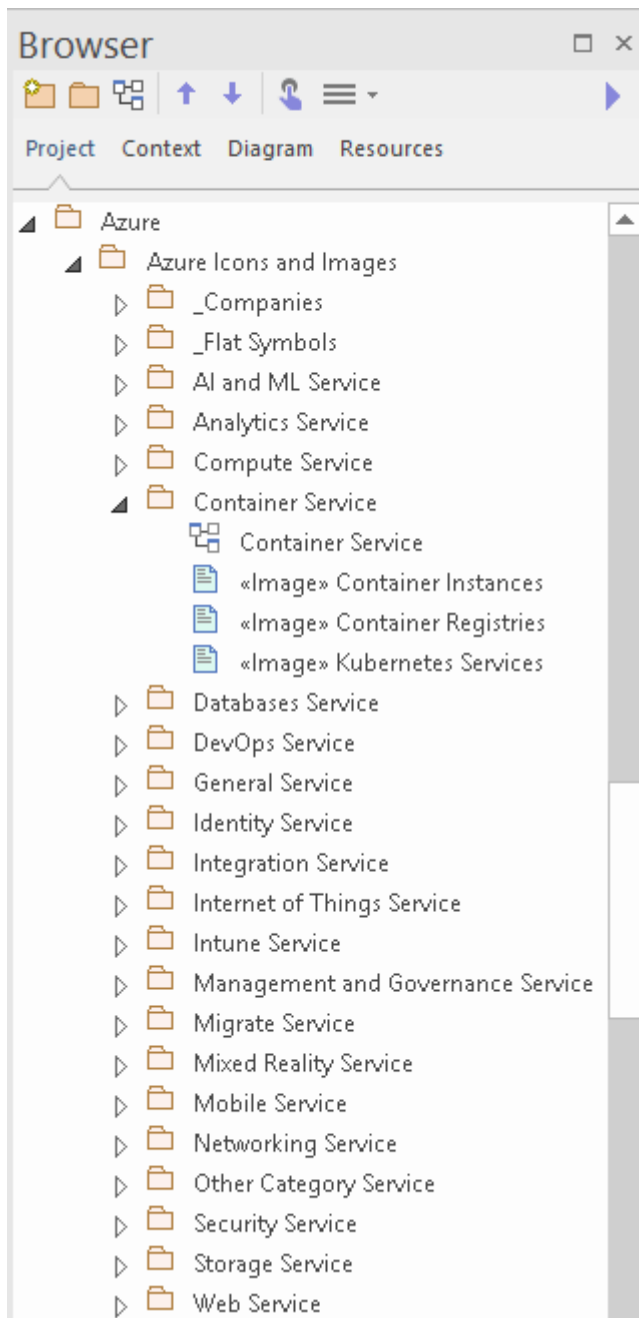 Browser
Project Context Diagram Resources
Azure
Azure Icons and Images
_Companies
_Flat Symbols
AI and ML Service
Analytics Service
Compute Service
Container Service
Container Service
«Image» Container Instances
«Image» Container Registries
«Image» Kubernetes Services
Databases Service
DevOps Service
General Service
Identity Service
Integration Service
Internet of Things Service
Intune Service
Management and Governance Service
Migrate Service
Mixed Reality Service
Mobile Service
Networking Service
Other Category Service
Security Service
Storage Service
Web Service